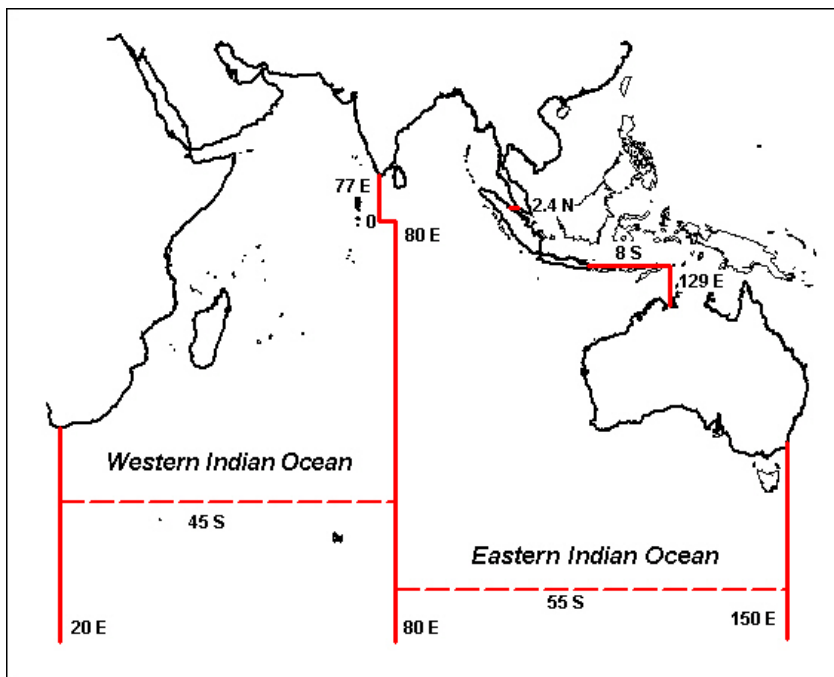 77 E
2.4 N
0
80 E
8 S
129 E
Western Indian Ocean
45 S
Eastern Indian Ocean
55 S
20 E
80 E
150 E